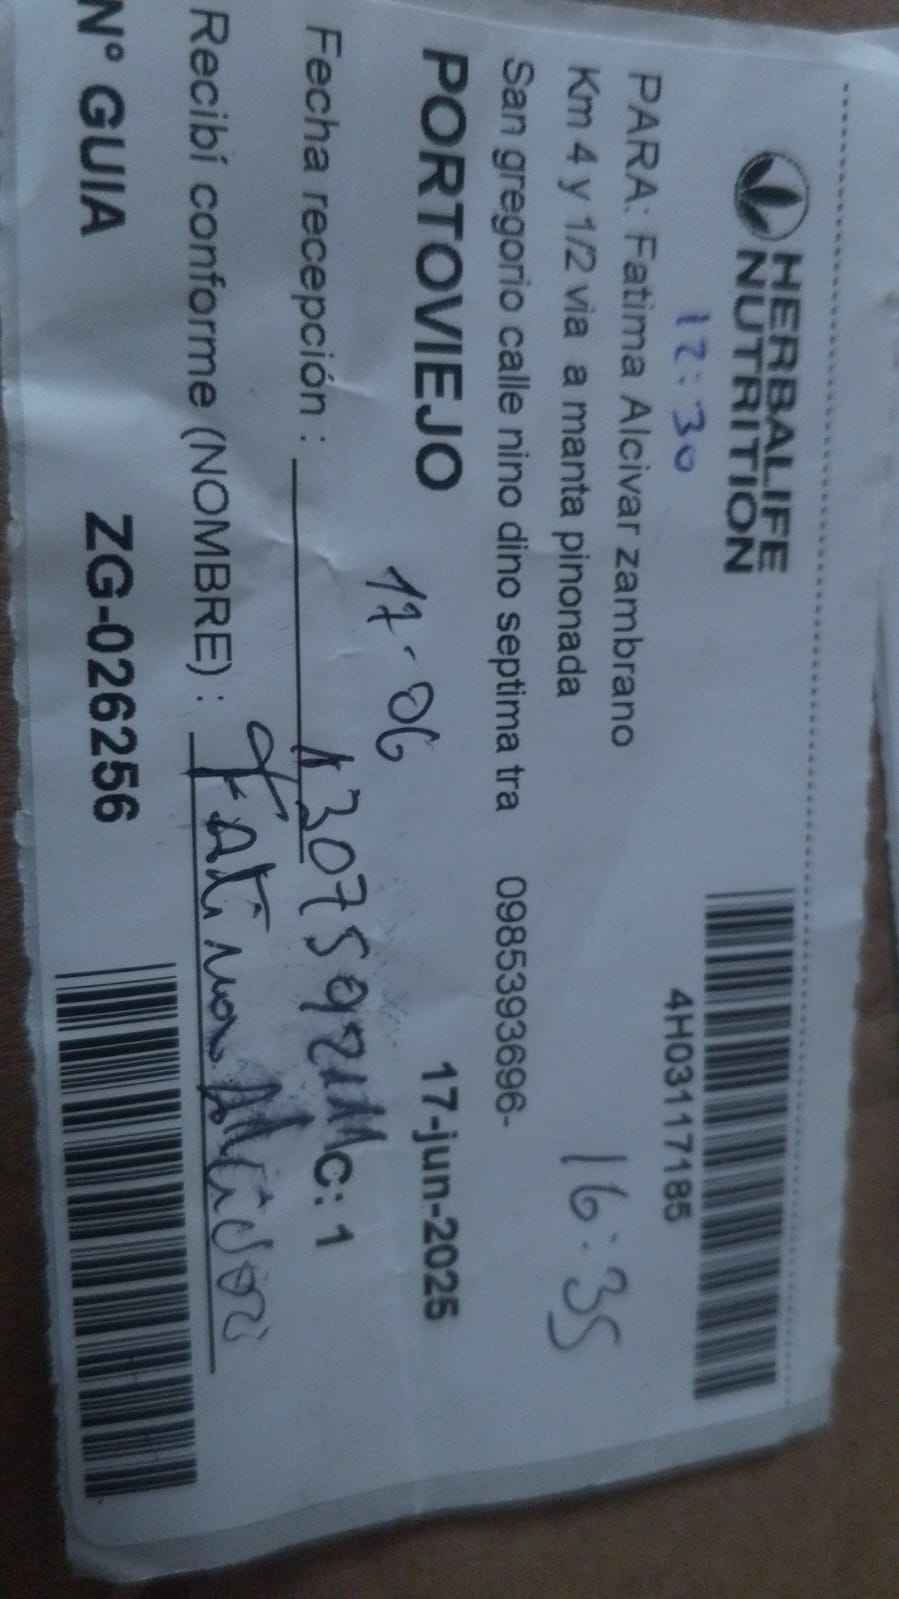 HERBALIFE
NUTRITION
12:30
4H03117185
PARA: Fatima Alcivar zambrano
Km 4 y 1/2 via a manta pinonada
16:35
San gregorio calle nino dino septima tra 0985393696-
PORTOVIEJO 17-jun-2025
17-06
Fecha recepción : C: 1
Recibí conforme (NOMBRE) : Fatima
N° GUIA ZG-026256